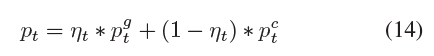 p_t = η_t * p_t^g + (1 − η_t) * p_t^c (14)